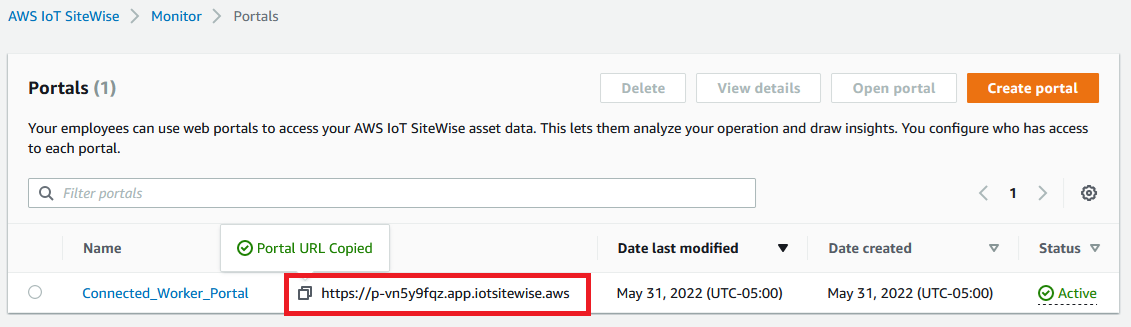 AWS IoT SiteWise > Monitor > Portals
Portals (1)
Delete
View details
Open portal
Create portal
Your employees can use web portals to access your AWS IoT SiteWise asset data. This lets them analyze your operation and draw insights. You configure who has access
to each portal.
Filter portals
1
Name
Portal URL Copied
Date last modified
Date created
Status
Connected_Worker_Portal
https://p-vn5y9fqz.app.iotsitewise.aws
May 31, 2022 (UTC-05:00)
May 31, 2022 (UTC-05:00)
Active